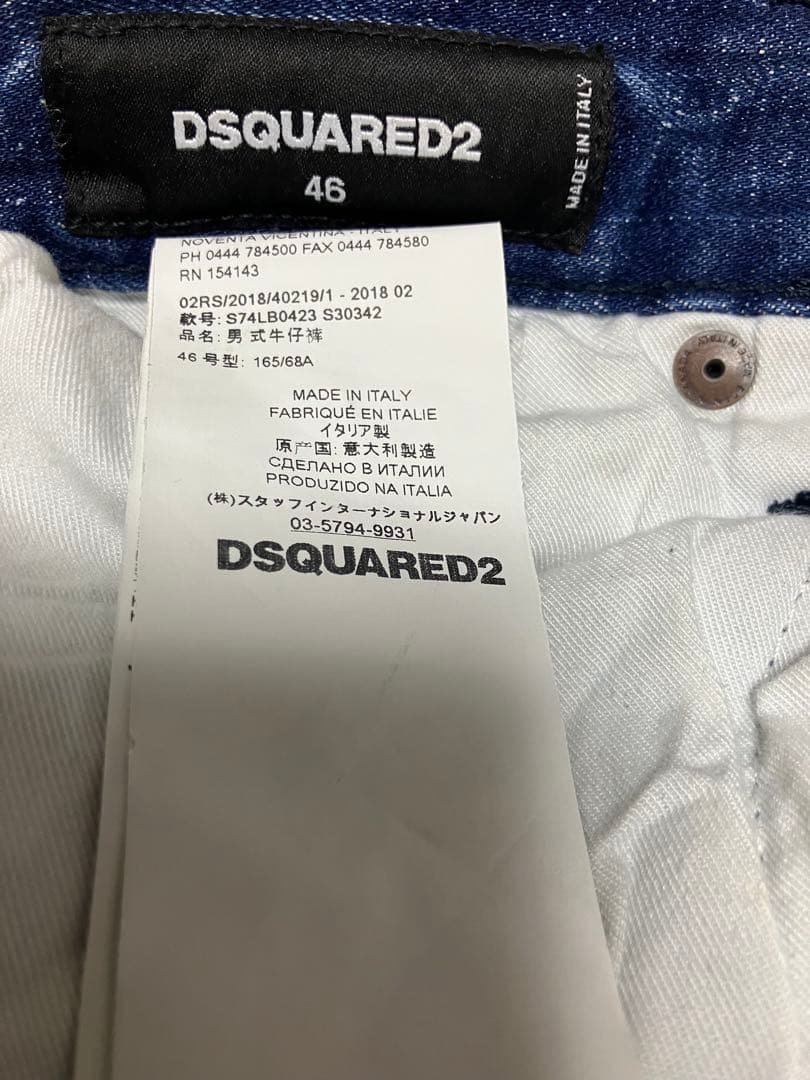 DSQUARED2
46
MADE IN ITALY
NOVENTA VICENTINA - ITALY
PH 0444 784500 FAX 0444 784580
RN 154143
02RS/2018/40219/1 - 2018 02
款号: S74LB0423 S30342
品名: 男式牛仔裤
46 号型: 165/68A
MADE IN ITALY
FABRIQUÉ EN ITALIE
イタリア製
原产国: 意大利製造
СДЕЛАНО В ИТАЛИИ
PRODUZIDO NA ITALIA
(株)スタッフインターナショナルジャパン
03-5794-9931
DSQUARED2